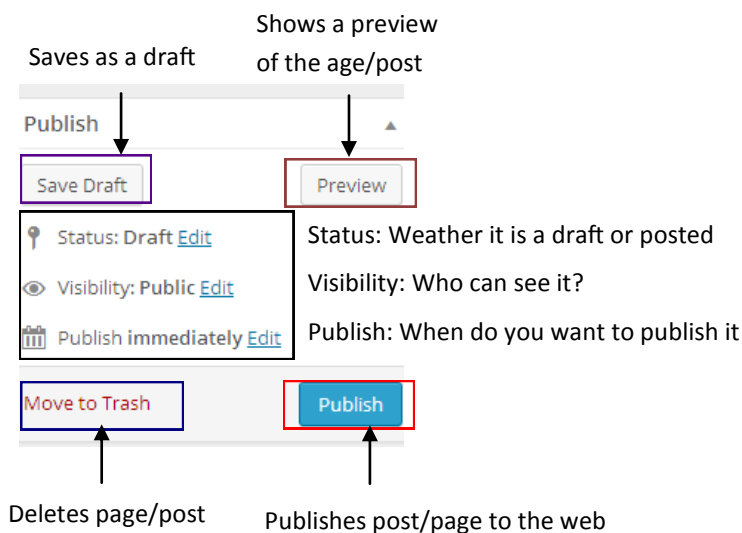 Shows a preview
of the age/post
Saves as a draft
Publish
Save Draft
Preview
Status: Draft Edit
Status: Weather it is a draft or posted
Visibility: Public Edit
Visibility: Who can see it?
Publish immediately Edit
Publish: When do you want to publish it
Move to Trash
Publish
Deletes page/post
Publishes post/page to the web